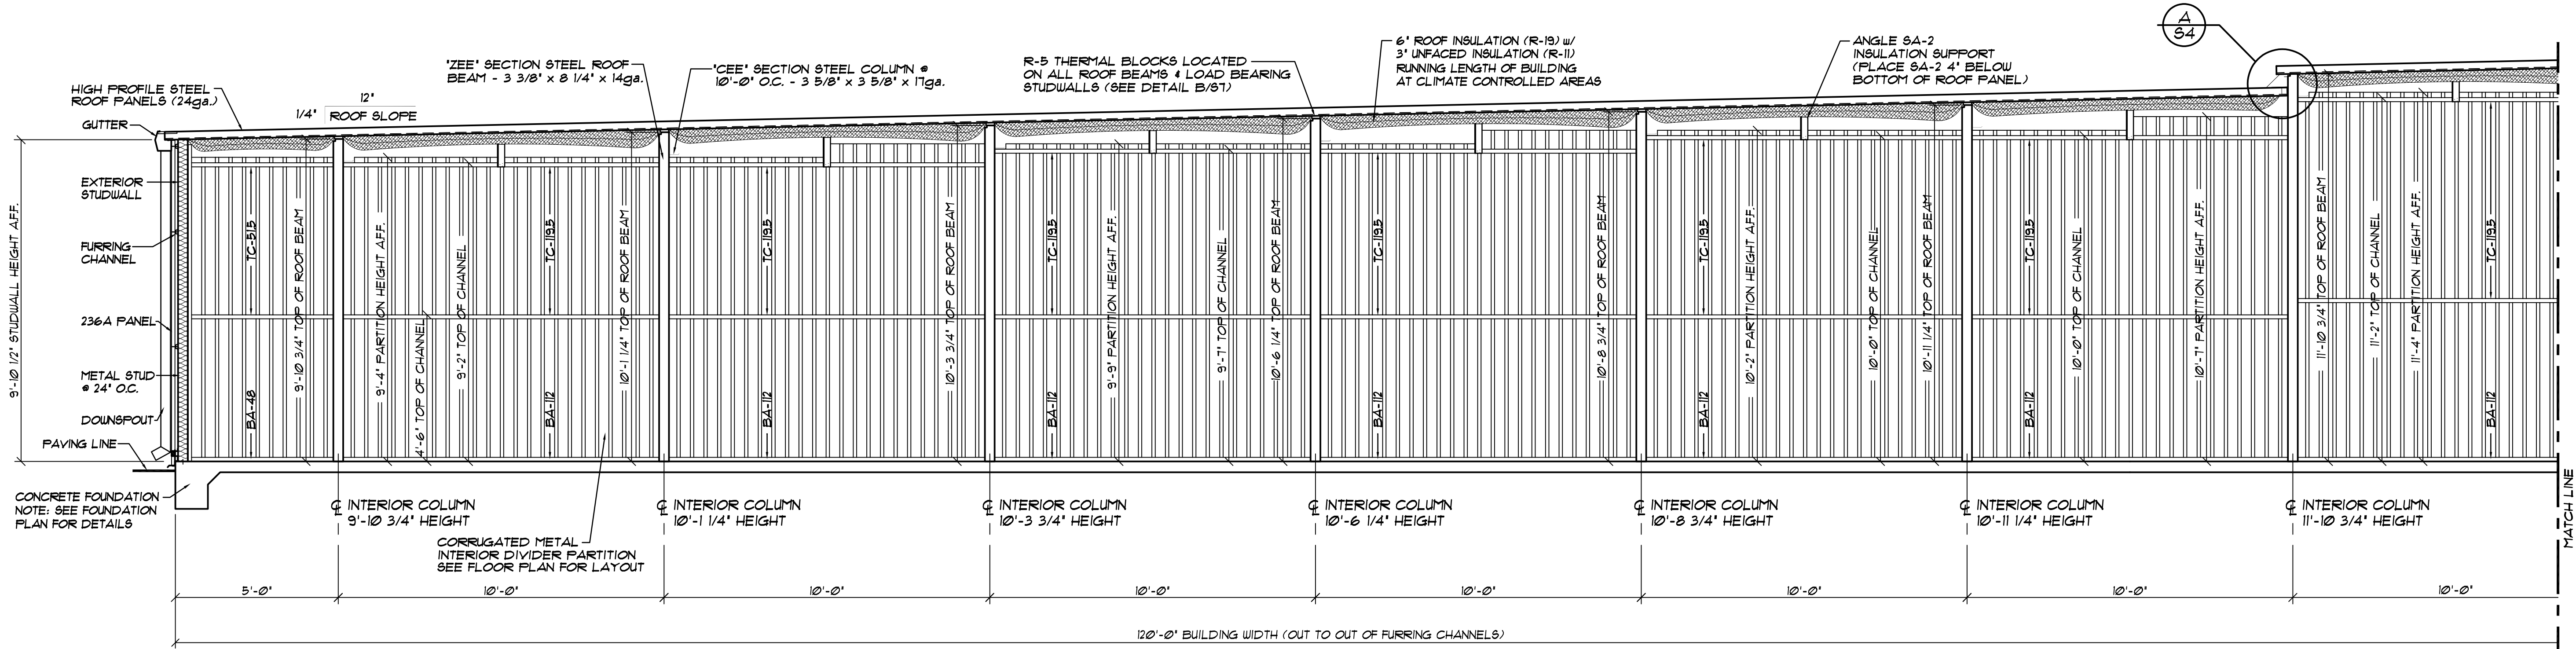 A
S4
"ZEE" SECTION STEEL ROOF
BEAM - 3 3/8" x 8 1/4" x 14ga.
"CEE" SECTION STEEL COLUMN @
10'-0" O.C. - 3 5/8" x 3 5/8" x 17ga.
R-5 THERMAL BLOCKS LOCATED
ON ALL ROOF BEAMS & LOAD BEARING
STUDWALLS (SEE DETAIL B/S7)
6" ROOF INSULATION (R-19) w/
3" UNFACED INSULATION (R-11)
RUNNING LENGTH OF BUILDING
AT CLIMATE CONTROLLED AREAS
ANGLE SA-2
INSULATION SUPPORT
(PLACE SA-2 4" BELOW
BOTTOM OF ROOF PANEL)
HIGH PROFILE STEEL
ROOF PANELS (24ga.)
12"
1/4" ROOF SLOPE
GUTTER
9'-10 1/2" STUDWALL HEIGHT A.F.F.
EXTERIOR
STUDWALL
FURRING
CHANNEL
236A PANEL
METAL STUD
@ 24" O.C.
DOWNSPOUT
PAVING LINE
CONCRETE FOUNDATION
NOTE: SEE FOUNDATION
PLAN FOR DETAILS
TC-51.5
BA-48
9'-10 3/4" TOP OF ROOF BEAM
9'-4" PARTITION HEIGHT A.F.F.
4'-6" TOP OF CHANNEL
9'-2" TOP OF CHANNEL
TC-119.5
BA-112
10'-1 1/4" TOP OF ROOF BEAM
TC-119.5
BA-112
10'-3 3/4" TOP OF ROOF BEAM
TC-119.5
BA-112
9'-9" PARTITION HEIGHT A.F.F.
9'-7" TOP OF CHANNEL
10'-6 1/4" TOP OF ROOF BEAM
TC-119.5
BA-112
10'-8 3/4" TOP OF ROOF BEAM
TC-119.5
BA-112
10'-2" PARTITION HEIGHT A.F.F.
10'-0" TOP OF CHANNEL
10'-11 1/4" TOP OF ROOF BEAM
TC-119.5
BA-112
10'-0" TOP OF CHANNEL
10'-7" PARTITION HEIGHT A.F.F.
11'-10 3/4" TOP OF ROOF BEAM
11'-2" TOP OF CHANNEL
11'-4" PARTITION HEIGHT A.F.F.
TC-119.5
BA-112
MATCH LINE
℄ INTERIOR COLUMN
9'-10 3/4" HEIGHT
℄ INTERIOR COLUMN
10'-1 1/4" HEIGHT
℄ INTERIOR COLUMN
10'-3 3/4" HEIGHT
℄ INTERIOR COLUMN
10'-6 1/4" HEIGHT
℄ INTERIOR COLUMN
10'-8 3/4" HEIGHT
℄ INTERIOR COLUMN
10'-11 1/4" HEIGHT
℄ INTERIOR COLUMN
11'-10 3/4" HEIGHT
CORRUGATED METAL
INTERIOR DIVIDER PARTITION
SEE FLOOR PLAN FOR LAYOUT
5'-0"
10'-0"
10'-0"
10'-0"
10'-0"
10'-0"
10'-0"
10'-0"
120'-0" BUILDING WIDTH (OUT TO OUT OF FURRING CHANNELS)